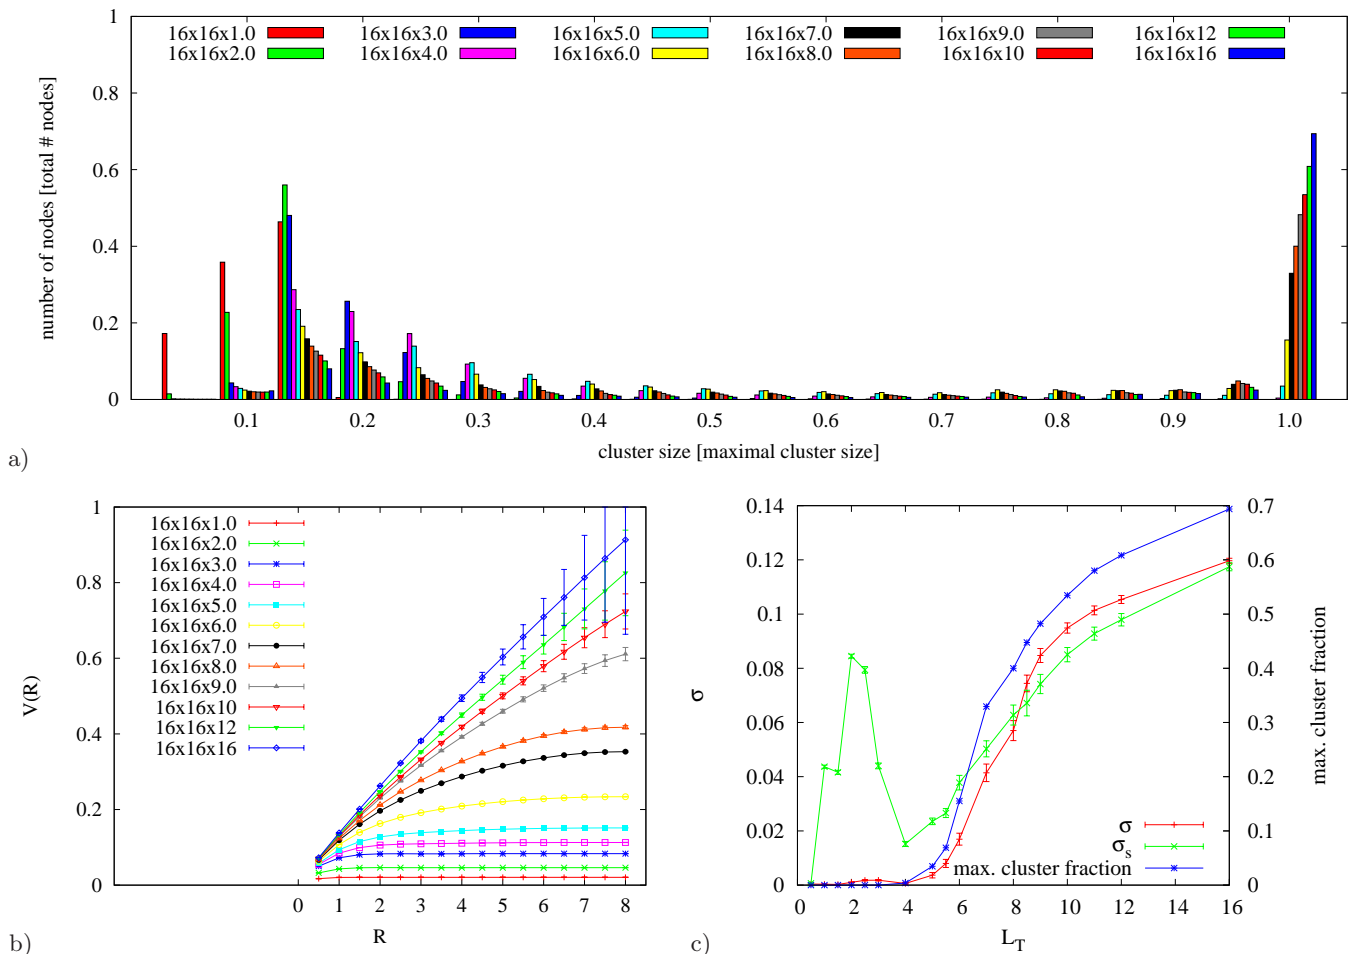 16x16x1.0 16x16x3.0 16x16x5.0 16x16x7.0 16x16x9.0 16x16x12
16x16x2.0 16x16x4.0 16x16x6.0 16x16x8.0 16x16x10 16x16x16
number of nodes [total # nodes]
1
0.8
0.6
0.4
0.2
0
0.1 0.2 0.3 0.4 0.5 0.6 0.7 0.8 0.9 1.0
cluster size [maximal cluster size]
a)
V(R)
1
0.8
0.6
0.4
0.2
0
16x16x1.0
16x16x2.0
16x16x3.0
16x16x4.0
16x16x5.0
16x16x6.0
16x16x7.0
16x16x8.0
16x16x9.0
16x16x10
16x16x12
16x16x16
0 1 2 3 4 5 6 7 8
R
b)
σ
0.14
0.12
0.1
0.08
0.06
0.04
0.02
0
σ
σs
max. cluster fraction
0.7
0.6
0.5
0.4
0.3
0.2
0.1
0
max. cluster fraction
0 2 4 6 8 10 12 14 16
LT
c)